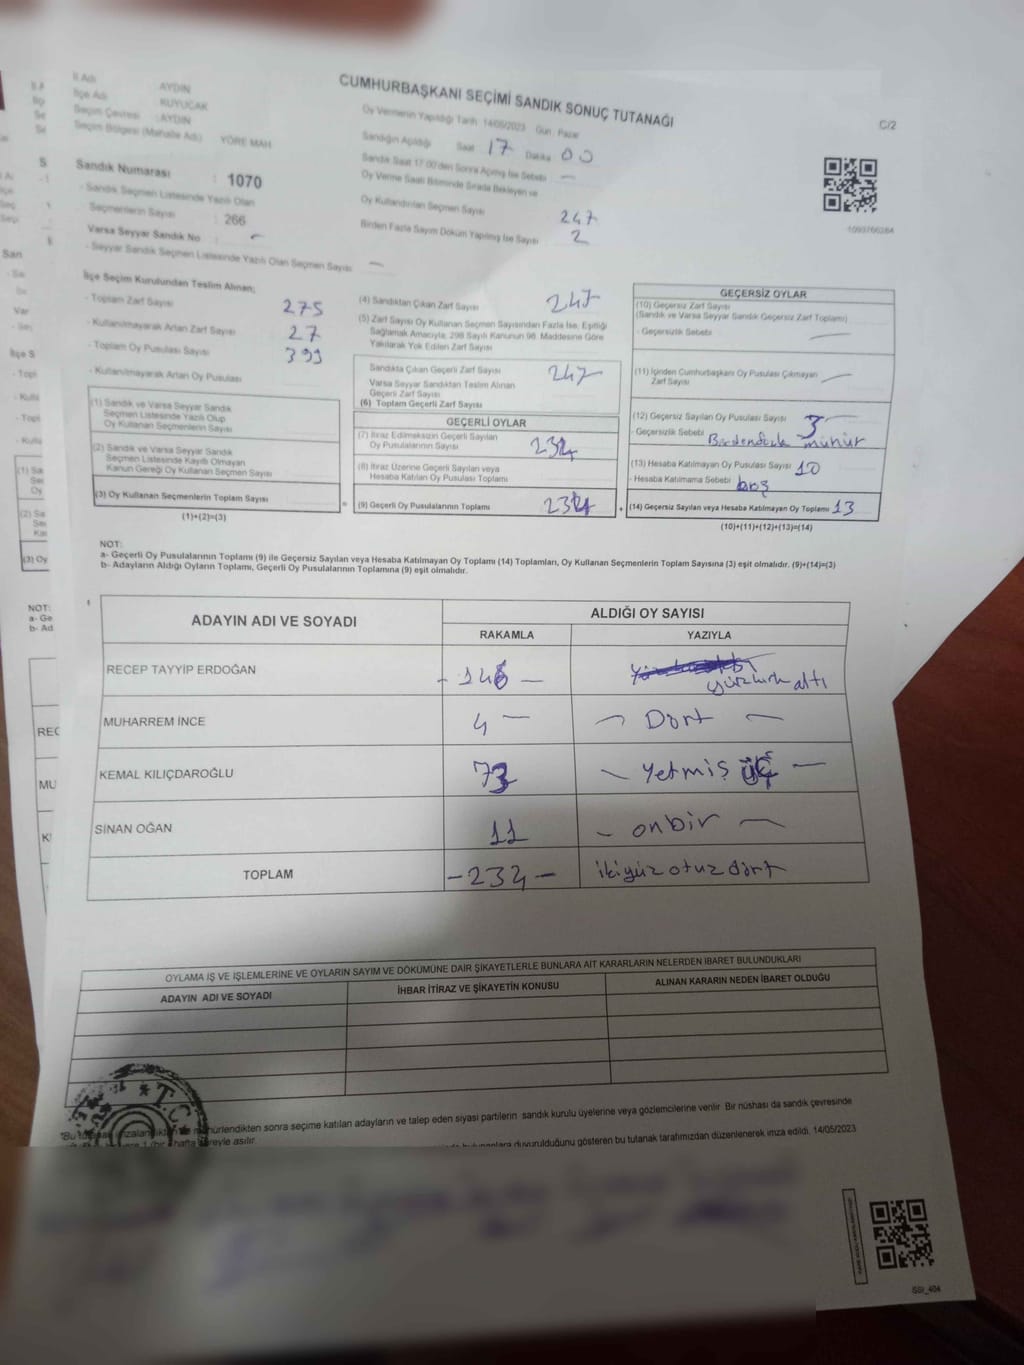 CUMHURBAŞKANI SEÇİMİ SANDIK SONUÇ TUTANAĞI
C/2
İl Adı : AYDIN
İlçe Adı : KUYUCAK
Seçim Çevresi : AYDIN
Seçim Bölgesi (Mahalle Adı) YÖRE MAH
Sandık Numarası : 1070
- Sandık Seçmen Listesinde Yazılı Olan
Seçmenlerin Sayısı : 266
Varsa Seyyar Sandık No : -
- Seyyar Sandık Seçmen Listesinde Yazılı Olan Seçmen Sayısı -
Oy Vermenin Yapıldığı Tarih 14/05/2023 Gün : Pazar
Sandığın Açıldığı Saat 17 Dakika 00
Sandık Saat 17.00'den Sonra Açılmış İse Sebebi -
Oy Verme Saati Bitiminde Sırada Bekleyen ve
Oy Kullandırılan Seçmen Sayısı 247
Birden Fazla Sayım Döküm Yapılmış İse Sayısı 2
1093766284
İlçe Seçim Kurulundan Teslim Alınan;
- Toplam Zarf Sayısı 275
- Kullanılmayarak Artan Zarf Sayısı 27
- Toplam Oy Pusulası Sayısı 399
- Kullanılmayarak Artan Oy Pusulası
(1) Sandık ve Varsa Seyyar Sandık
Seçmen Listesinde Yazılı Olup
Oy Kullanan Seçmenlerin Sayısı
(2) Sandık ve Varsa Seyyar Sandık
Seçmen Listesinde Kayıtlı Olmayan
Kanun Gereği Oy Kullanan Seçmen Sayısı
(3) Oy Kullanan Seçmenlerin Toplam Sayısı
(1)+(2)=(3)
(4) Sandıktan Çıkan Zarf Sayısı 247
(5) Zarf Sayısı Oy Kullanan Seçmen Sayısından Fazla İse, Eşitliği
Sağlamak Amacıyla, 298 Sayılı Kanunun 98. Maddesine Göre
Yakılarak Yok Edilen Zarf Sayısı
Sandıkta Çıkan Geçerli Zarf Sayısı 247
Varsa Seyyar Sandıktan Teslim Alınan
Geçerli Zarf Sayısı
(6) Toplam Geçerli Zarf Sayısı
GEÇERLİ OYLAR
(7) İtiraz Edilmeksizin Geçerli Sayılan
Oy Pusulalarının Sayısı 234
(8) İtiraz Üzerine Geçerli Sayılan veya
Hesaba Katılan Oy Pusulası Toplamı
(9) Geçerli Oy Pusulalarının Toplamı 234
GEÇERSİZ OYLAR
(10) Geçersiz Zarf Sayısı
(Sandık ve Varsa Seyyar Sandık Geçersiz Zarf Toplamı)
- Geçersizlik Sebebi -
(11) İçinden Cumhurbaşkanı Oy Pusulası Çıkmayan
Zarf Sayısı -
(12) Geçersiz Sayılan Oy Pusulası Sayısı 3
- Geçersizlik Sebebi mühür
(13) Hesaba Katılmayan Oy Pusulası Sayısı 10
- Hesaba Katılmama Sebebi boş
(14) Geçersiz Sayılan veya Hesaba Katılmayan Oy Toplamı 13
(10)+(11)+(12)+(13)=(14)
NOT:
a- Geçerli Oy Pusulalarının Toplamı (9) ile Geçersiz Sayılan veya Hesaba Katılmayan Oy Toplamı (14) Toplamları, Oy Kullanan Seçmenlerin Toplam Sayısına (3) eşit olmalıdır. (9)+(14)=(3)
b- Adayların Aldığı Oyların Toplamı, Geçerli Oy Pusulalarının Toplamına (9) eşit olmalıdır.
ADAYIN ADI VE SOYADI ALDIĞI OY SAYISI
RAKAMLA YAZIYLA
RECEP TAYYİP ERDOĞAN - 146 - yüzkırk altı
MUHARREM İNCE 4 - - Dört -
KEMAL KILIÇDAROĞLU 73 - Yetmiş üç -
SİNAN OĞAN 11 - onbir -
TOPLAM -234- ikiyüz otuz dört
OYLAMA İŞ VE İŞLEMLERİNE VE OYLARIN SAYIM VE DÖKÜMÜNE DAİR ŞİKAYETLERLE BUNLARA AİT KARARLARIN NELERDEN İBARET BULUNDUKLARI
ADAYIN ADI VE SOYADI İHBAR İTİRAZ VE ŞİKAYETİN KONUSU ALINAN KARARIN NEDEN İBARET OLDUĞU
T.C.
sonra seçime katılan adayların ve talep eden siyasi partilerin sandık kurulu üyelerine veya gözlemcilerine verilir. Bir nüshası da sandık çevresinde
hafta süreyle asılır.
duyurulduğunu gösteren bu tutanak tarafımızdan düzenlenerek imza edildi. 14/05/2023
SSI_404